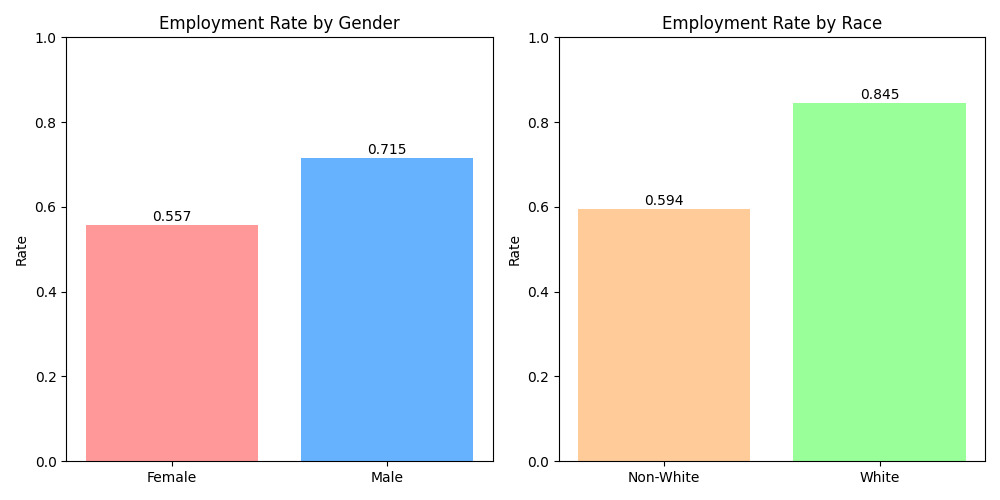 Employment Rate by Gender
Rate
1.0
0.8
0.6
0.4
0.2
0.0
0.557
0.715
Female
Male
Employment Rate by Race
Rate
1.0
0.8
0.6
0.4
0.2
0.0
0.594
0.845
Non-White
White